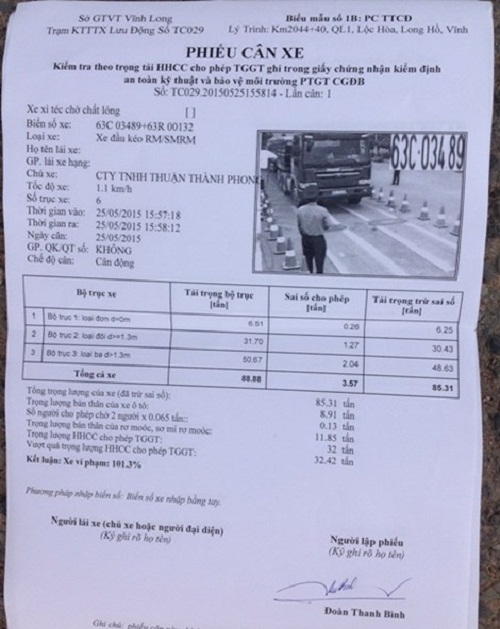 Sở GTVT Vĩnh Long
Trạm KTTTX Lưu Động Số TC029
Biểu mẫu số 1B: PC TTCĐ
Lý Trình: Km2044+40, QL1, Lộc Hòa, Long Hồ, Vĩnh
PHIẾU CÂN XE
Kiểm tra theo trọng tải HHCC cho phép TGGT ghi trong giấy chứng nhận kiểm định
an toàn kỹ thuật và bảo vệ môi trường PTGT CGĐB
Số: TC029.20150525155814 - Lần cân: 1
Xe xi téc chở chất lỏng [ ]
Biển số xe: 63C 03489+63R 00132
Loại xe: Xe đầu kéo RM/SMRM
Họ tên lái xe:
GP. lái xe hạng:
Chủ xe: CTY TNHH THUẬN THÀNH PHONG
Tốc độ xe: 1.1 km/h
Số trục xe: 6
Thời gian vào: 25/05/2015 15:57:18
Thời gian ra: 25/05/2015 15:58:12
Ngày cân: 25/05/2015
GP. QK/QT số: KHÔNG
Chế độ cân: Cân động
63C-034 89
Bộ trục xe Tải trọng bộ trục [tấn] Sai số cho phép [tấn] Tải trọng trừ sai số [tấn]
1 Bộ trục 1: loại đơn d=0m 6.51 0.26 6.25
2 Bộ trục 2: loại đôi d>=1.3m 31.70 1.27 30.43
3 Bộ trục 3: loại ba d>1.3m 50.67 2.04 48.63
Tổng cả xe 88.88 3.57 85.31
Tổng trọng lượng của xe (đã trừ sai số): 85.31 tấn
Trọng lượng bản thân của xe ô tô: 8.91 tấn
Số người cho phép chở 2 người x 0.065 tấn: 0.13 tấn
Trọng lượng bản thân của rơ moóc, sơ mi rơ moóc: 11.85 tấn
Trọng lượng HHCC cho phép TGGT: 32 tấn
Vượt quá trọng lượng HHCC cho phép TGGT: 32.42 tấn
Kết luận: Xe vi phạm: 101.3%
Phương pháp nhập biển số: Biển số xe nhập bằng tay.
Người lái xe (chủ xe hoặc người đại diện)
(Ký ghi rõ họ tên)
Người lập phiếu
(Ký ghi rõ họ tên)
Đoàn Thanh Bình
Ghi chú: phiếu cân